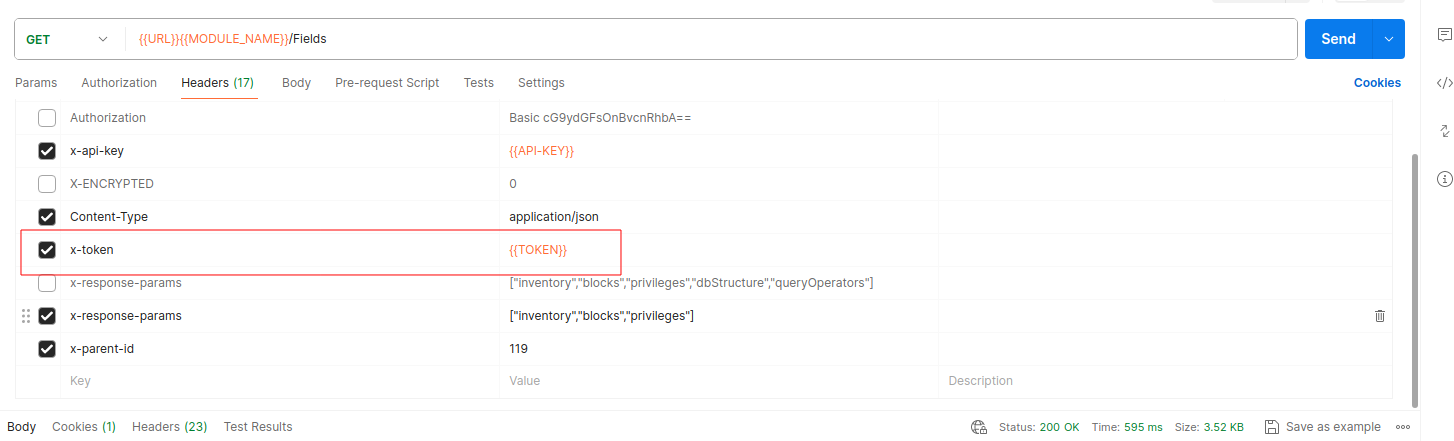 GET {{URL}}{{MODULE_NAME}}/Fields Send
Params Authorization Headers (17) Body Pre-request Script Tests Settings Cookies
Authorization Basic cG9ydGFsOnBvcnRhbA==
x-api-key {{API-KEY}}
X-ENCRYPTED 0
Content-Type application/json
x-token {{TOKEN}}
x-response-params ["inventory","blocks","privileges","dbStructure","queryOperators"]
x-response-params ["inventory","blocks","privileges"]
x-parent-id 119
Key Value Description
Body Cookies (1) Headers (23) Test Results Status: 200 OK Time: 595 ms Size: 3.52 KB Save as example